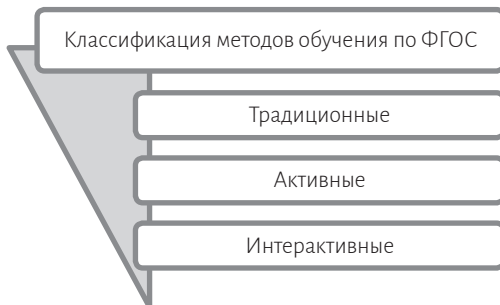 Классификация методов обучения по ФГОС
Традиционные
Активные
Интерактивные